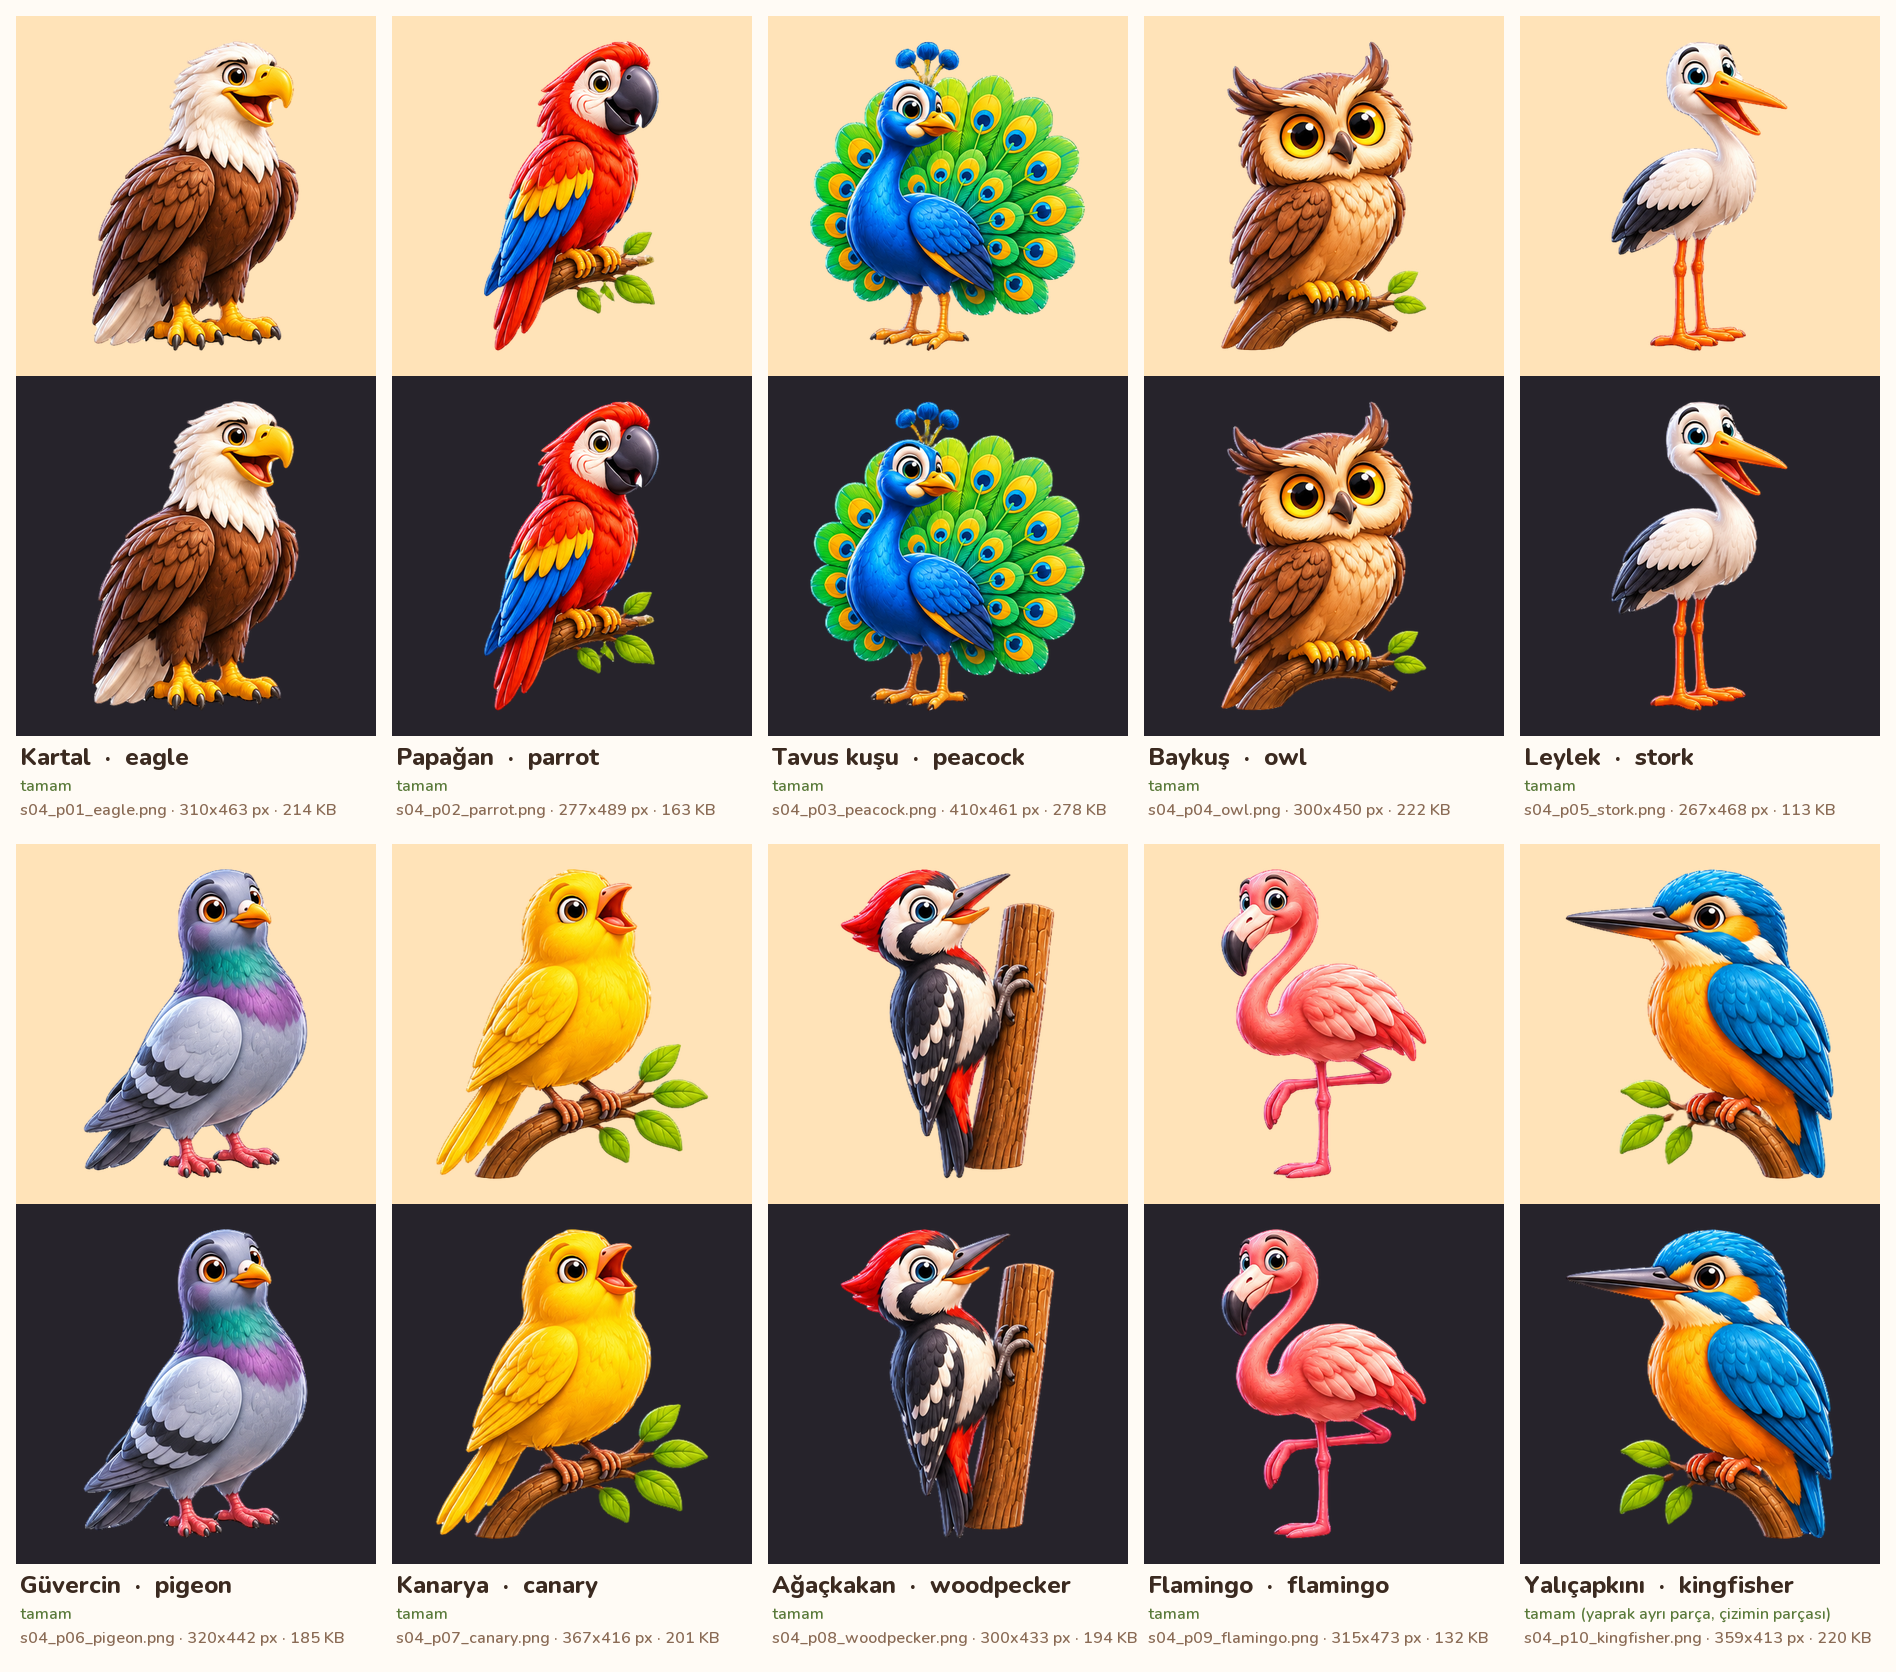 Kartal · eagle
tamam
s04_p01_eagle.png · 310x463 px · 214 KB
Papağan · parrot
tamam
s04_p02_parrot.png · 277x489 px · 163 KB
Tavus kuşu · peacock
tamam
s04_p03_peacock.png · 410x461 px · 278 KB
Baykuş · owl
tamam
s04_p04_owl.png · 300x450 px · 222 KB
Leylek · stork
tamam
s04_p05_stork.png · 267x468 px · 113 KB
Güvercin · pigeon
tamam
s04_p06_pigeon.png · 320x442 px · 185 KB
Kanarya · canary
tamam
s04_p07_canary.png · 367x416 px · 201 KB
Ağaçkakan · woodpecker
tamam
s04_p08_woodpecker.png · 300x433 px · 194 KB
Flamingo · flamingo
tamam
s04_p09_flamingo.png · 315x473 px · 132 KB
Yalıçapkını · kingfisher
tamam (yaprak ayrı parça, çizimin parçası)
s04_p10_kingfisher.png · 359x413 px · 220 KB